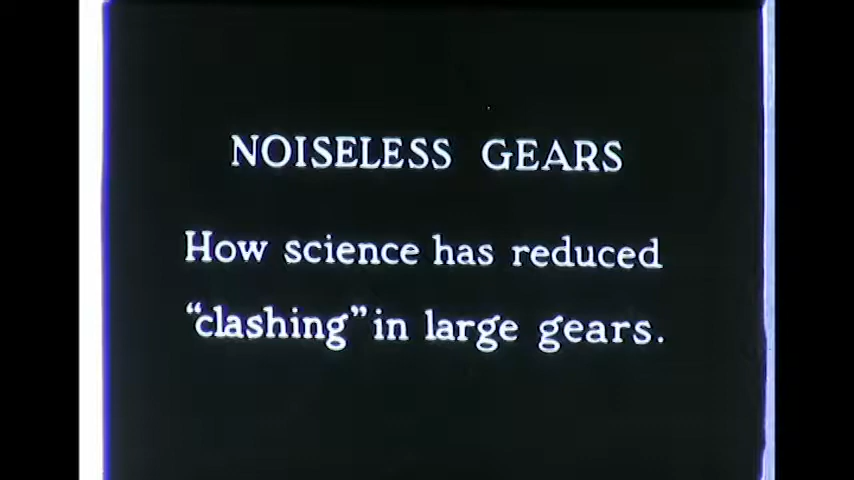 NOISELESS GEARS
How science has reduced
“clashing” in large gears.